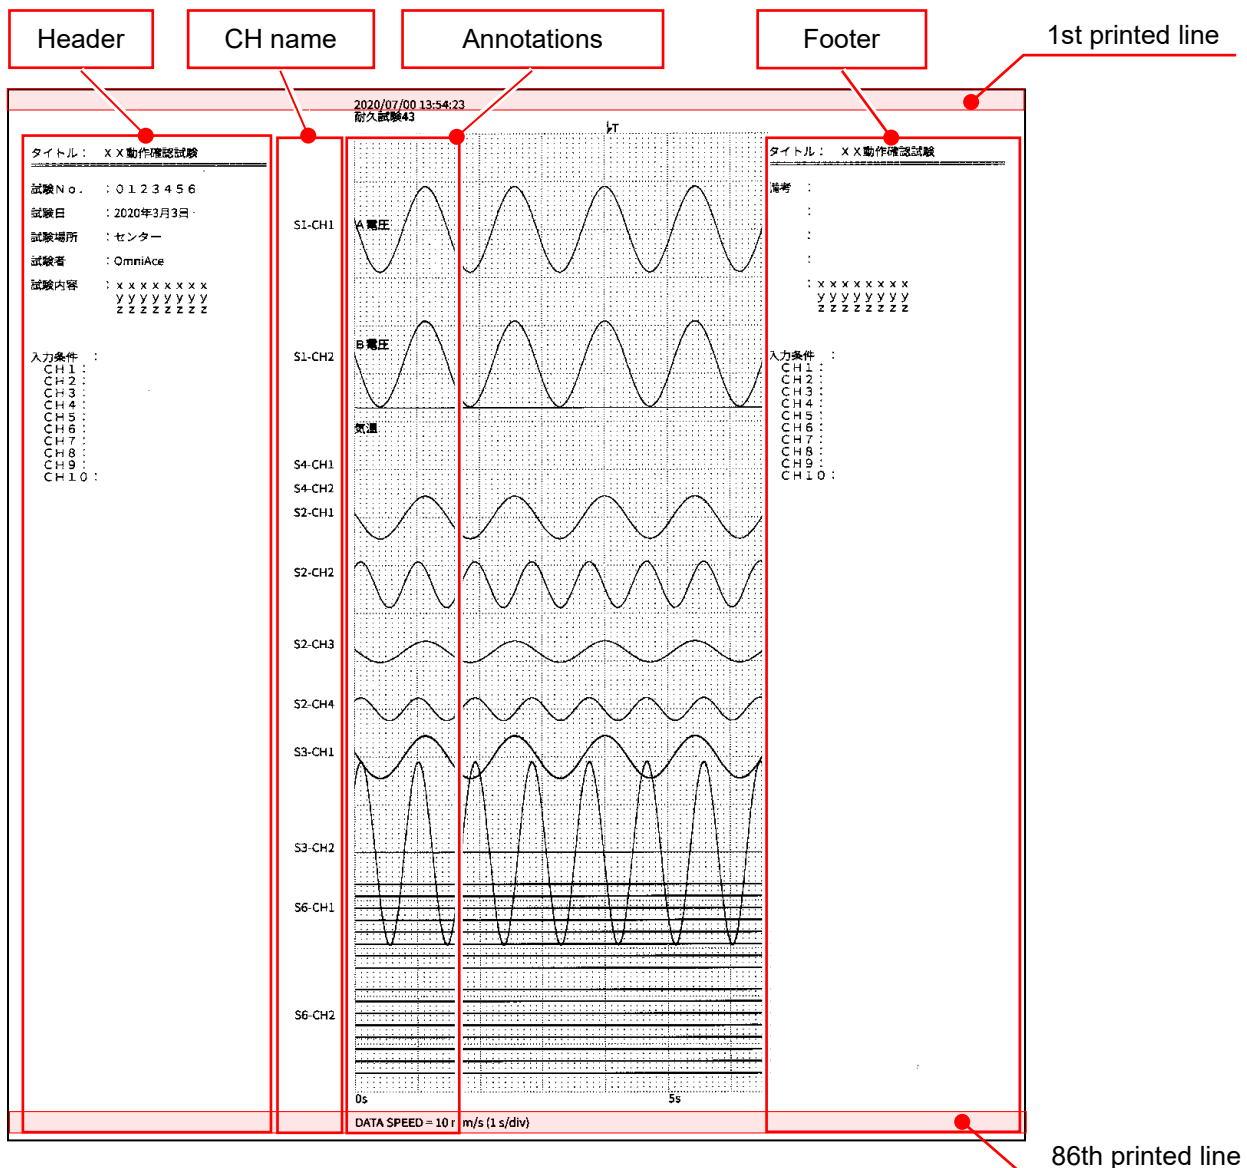 Header
CH name
Annotations
Footer
1st printed line
2020/07/00 13:54:23
耐久試験43
T
タイトル： ＸＸ動作確認試験
試験Ｎｏ． ：０１２３４５６
試験日 ：2020年3月3日
試験場所 ：センター
試験者 ：OmniAce
試験内容 ：ｘｘｘｘｘｘｘｘ
ｙｙｙｙｙｙｙｙ
ｚｚｚｚｚｚｚｚ
入力条件 ：
ＣＨ１：
ＣＨ２：
ＣＨ３：
ＣＨ４：
ＣＨ５：
ＣＨ６：
ＣＨ７：
ＣＨ８：
ＣＨ９：
ＣＨ１０：
S1-CH1
S1-CH2
S4-CH1
S4-CH2
S2-CH1
S2-CH2
S2-CH3
S2-CH4
S3-CH1
S3-CH2
S6-CH1
S6-CH2
A電圧
B電圧
気温
0s
5s
DATA SPEED = 10 mm/s (1 s/div)
タイトル： ＸＸ動作確認試験
備考 ：
：
：
：
：ｘｘｘｘｘｘｘｘ
ｙｙｙｙｙｙｙｙ
ｚｚｚｚｚｚｚｚ
入力条件 ：
ＣＨ１：
ＣＨ２：
ＣＨ３：
ＣＨ４：
ＣＨ５：
ＣＨ６：
ＣＨ７：
ＣＨ８：
ＣＨ９：
ＣＨ１０：
86th printed line